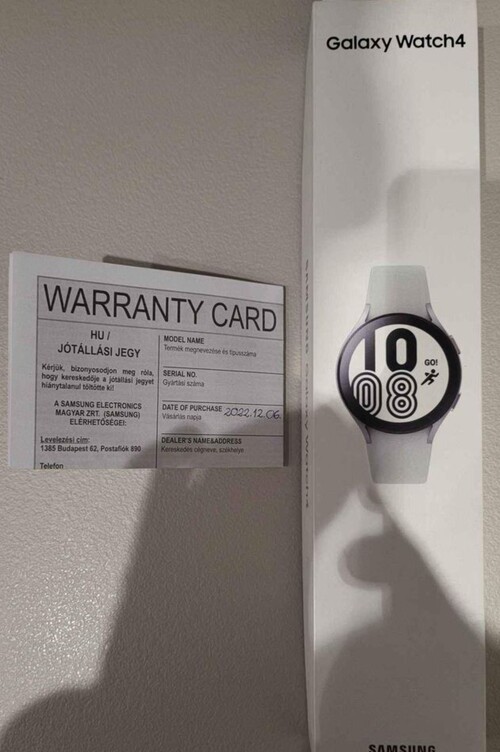 Galaxy Watch4
10
08
GO!
SAMSUNG
WARRANTY CARD
HU /
JÓTÁLLÁSI JEGY
Kérjük, bizonyosodjon meg róla,
hogy kereskedője a jótállási jegyet
hiánytalanul töltötte ki!
A SAMSUNG ELECTRONICS
MAGYAR ZRT. (SAMSUNG)
ELÉRHETŐSÉGEI:
Levelezési cím:
1385 Budapest 62, Postafiók 890
Telefon
MODEL NAME
Termék megnevezése és típusszáma
SERIAL NO.
Gyártási száma
DATE OF PURCHASE 2022.12.06.
Vásárlás napja
DEALER'S NAME&ADDRESS
Kereskedés cégneve, székhelye